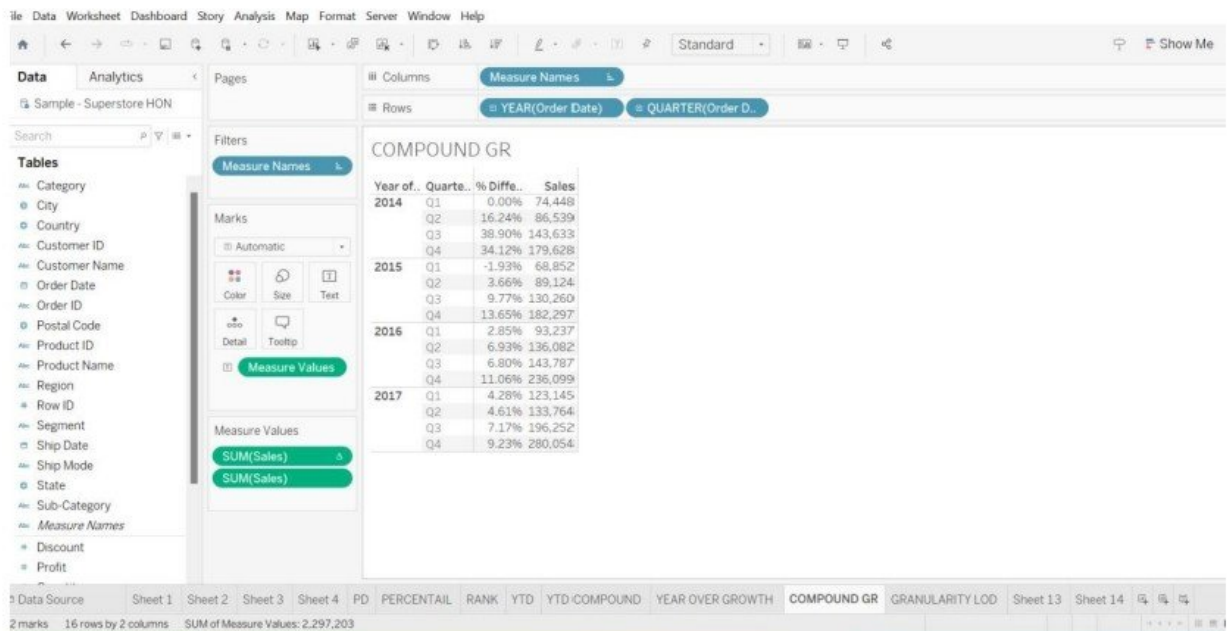 ile Data Worksheet Dashboard Story Analysis Map Format Server Window Help
Standard
Show Me
Data Analytics
Sample - Superstore HON
Search
Tables
Abc Category
City
Country
Abc Customer ID
Abc Customer Name
Order Date
Abc Order ID
Postal Code
Abc Product ID
Abc Product Name
Abc Region
Row ID
Abc Segment
Ship Date
Abc Ship Mode
State
Abc Sub-Category
Abc Measure Names
Discount
Profit
Pages
Filters
Measure Names
Marks
Automatic
Color Size Text
Detail Tooltip
Measure Values
Measure Values
SUM(Sales)
SUM(Sales)
Columns Measure Names
Rows YEAR(Order Date) QUARTER(Order D..
COMPOUND GR
Year of.. Quarte.. % Diffe.. Sales
2014 Q1 0.00% 74,448
Q2 16.24% 86,539
Q3 38.90% 143,633
Q4 34.12% 179,628
2015 Q1 -1.93% 68,852
Q2 3.66% 89,124
Q3 9.77% 130,260
Q4 13.65% 182,297
2016 Q1 2.85% 93,237
Q2 6.93% 136,082
Q3 6.80% 143,787
Q4 11.06% 236,099
2017 Q1 4.28% 123,145
Q2 4.61% 133,764
Q3 7.17% 196,252
Q4 9.23% 280,054
Data Source Sheet 1 Sheet 2 Sheet 3 Sheet 4 PD PERCENTAIL RANK YTD YTD COMPOUND YEAR OVER GROWTH COMPOUND GR GRANULARITY LOD Sheet 13 Sheet 14
2 marks 16 rows by 2 columns SUM of Measure Values: 2,297,203